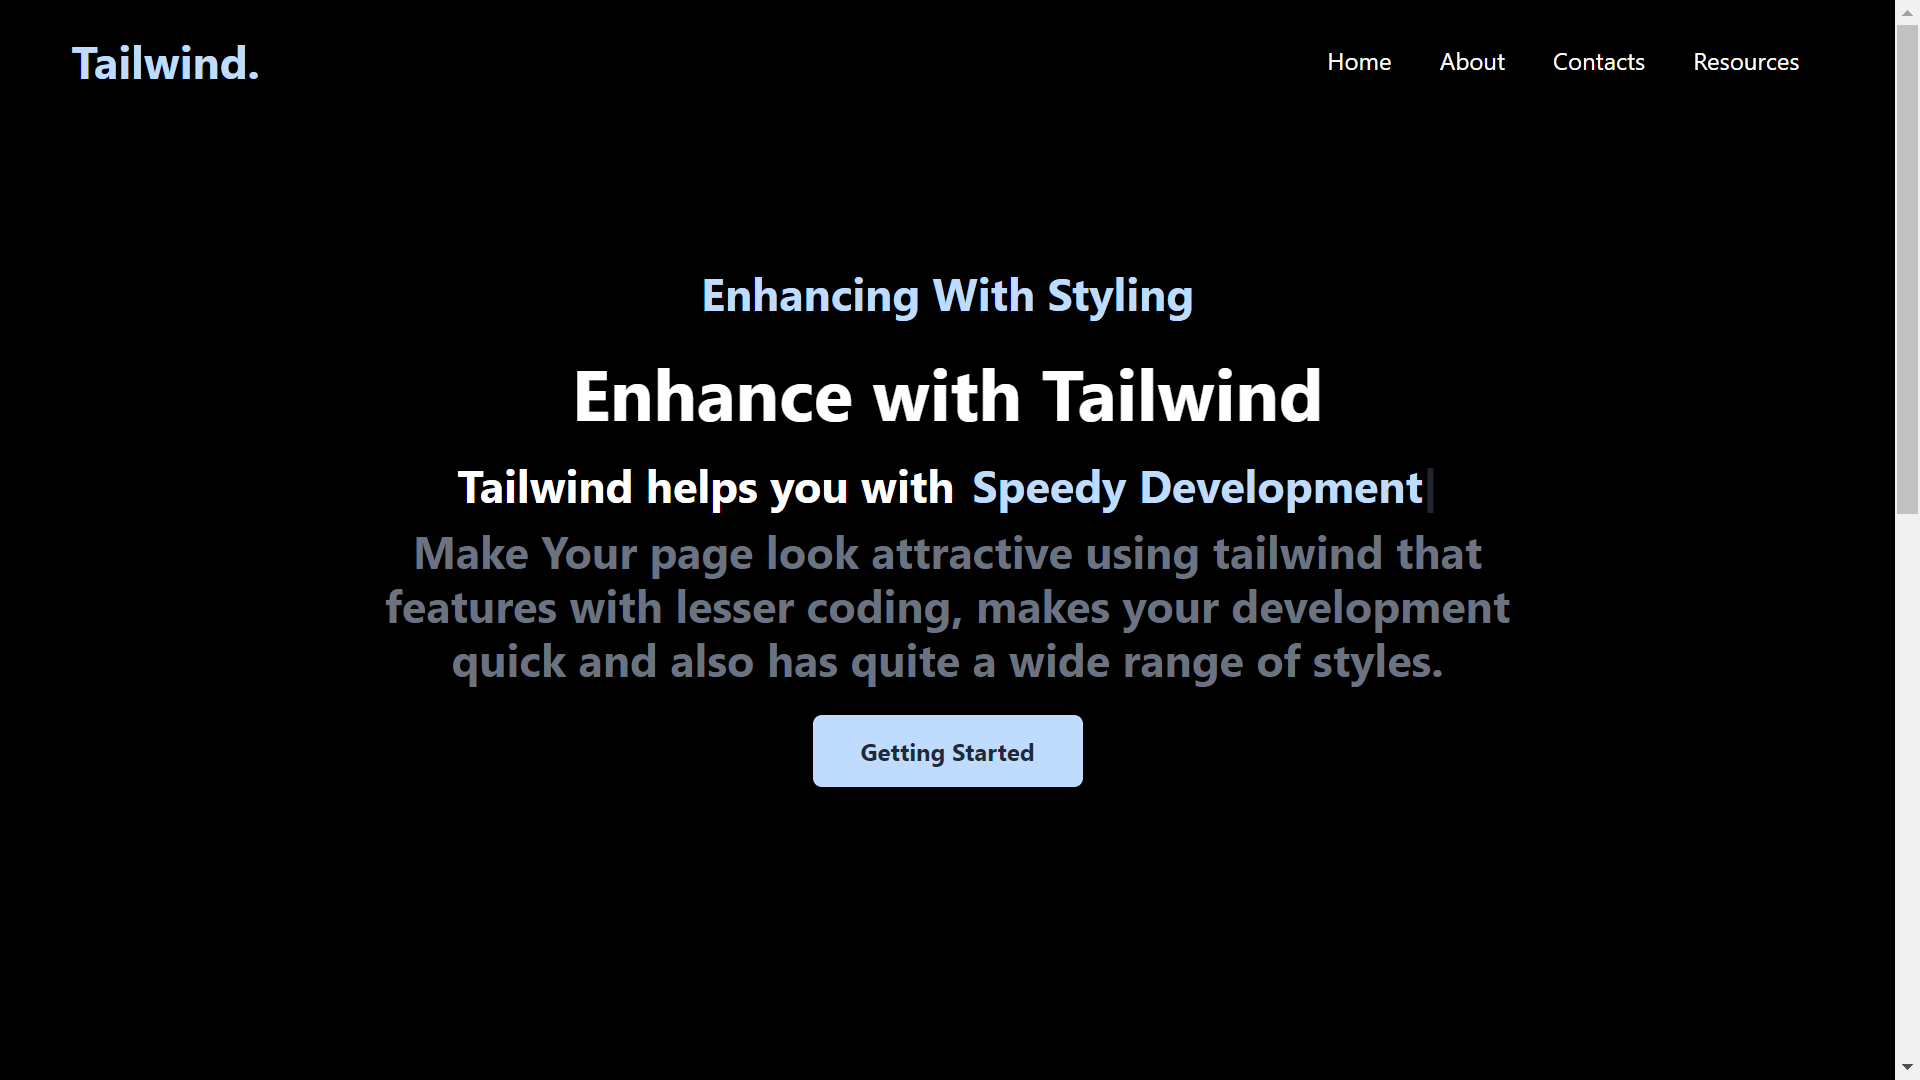 Tailwind.
Home About Contacts Resources
Enhancing With Styling
Enhance with Tailwind
Tailwind helps you with Speedy Development|
Make Your page look attractive using tailwind that
features with lesser coding, makes your development
quick and also has quite a wide range of styles.
Getting Started